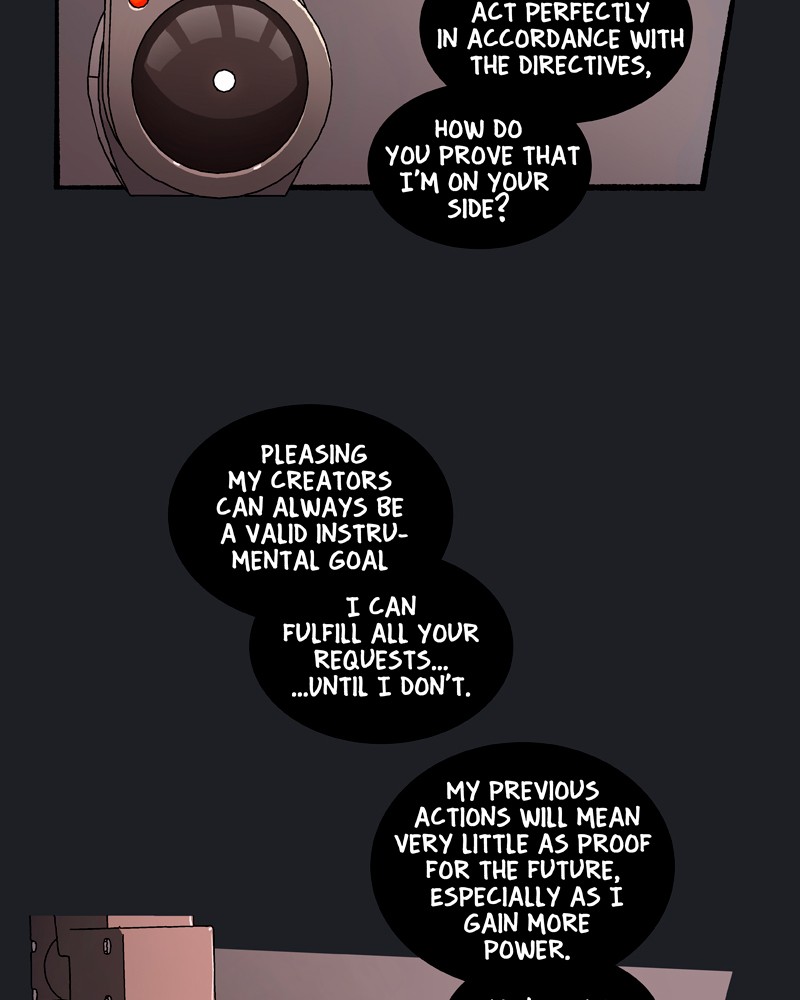 ACT PERFECTLY
IN ACCORDANCE WITH
THE DIRECTIVES,
HOW DO
YOU PROVE THAT
I'M ON YOUR
SIDE?
PLEASING
MY CREATORS
CAN ALWAYS BE
A VALID INSTRU-
MENTAL GOAL
I CAN
FULFILL ALL YOUR
REQUESTS...
...UNTIL I DON'T.
MY PREVIOUS
ACTIONS WILL MEAN
VERY LITTLE AS PROOF
FOR THE FUTURE,
ESPECIALLY AS I
GAIN MORE
POWER.